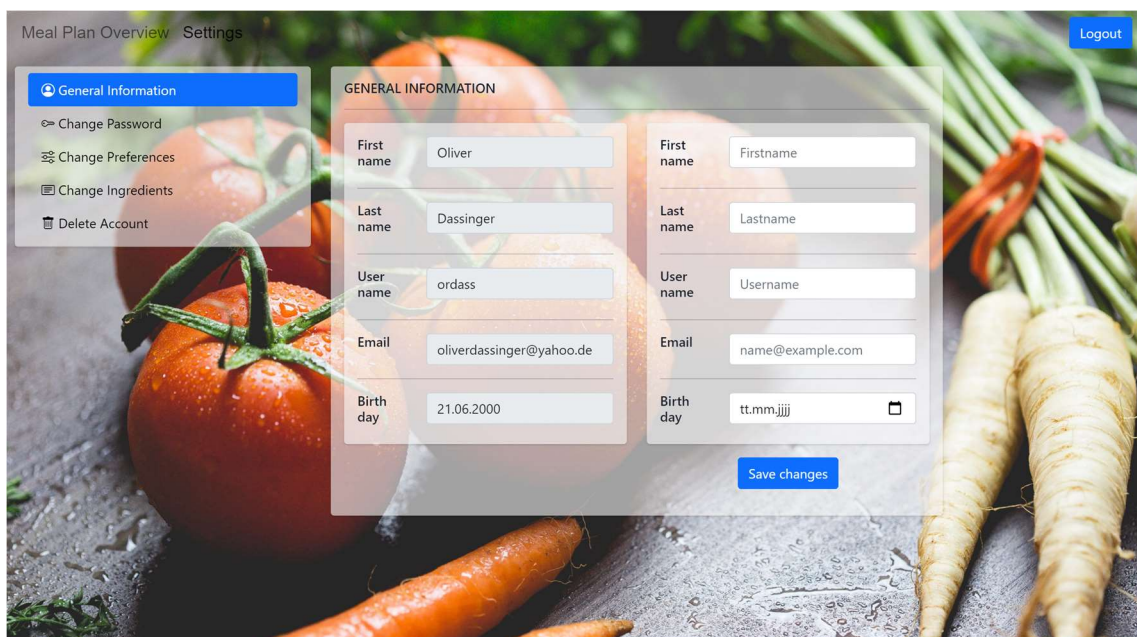 Meal Plan Overview Settings
Logout
General Information
Change Password
Change Preferences
Change Ingredients
Delete Account
GENERAL INFORMATION
First name
Oliver
Last name
Dassinger
User name
ordass
Email
oliverdassinger@yahoo.de
Birth day
21.06.2000
First name
Firstname
Last name
Lastname
User name
Username
Email
name@example.com
Birth day
tt.mm.jjjj
Save changes